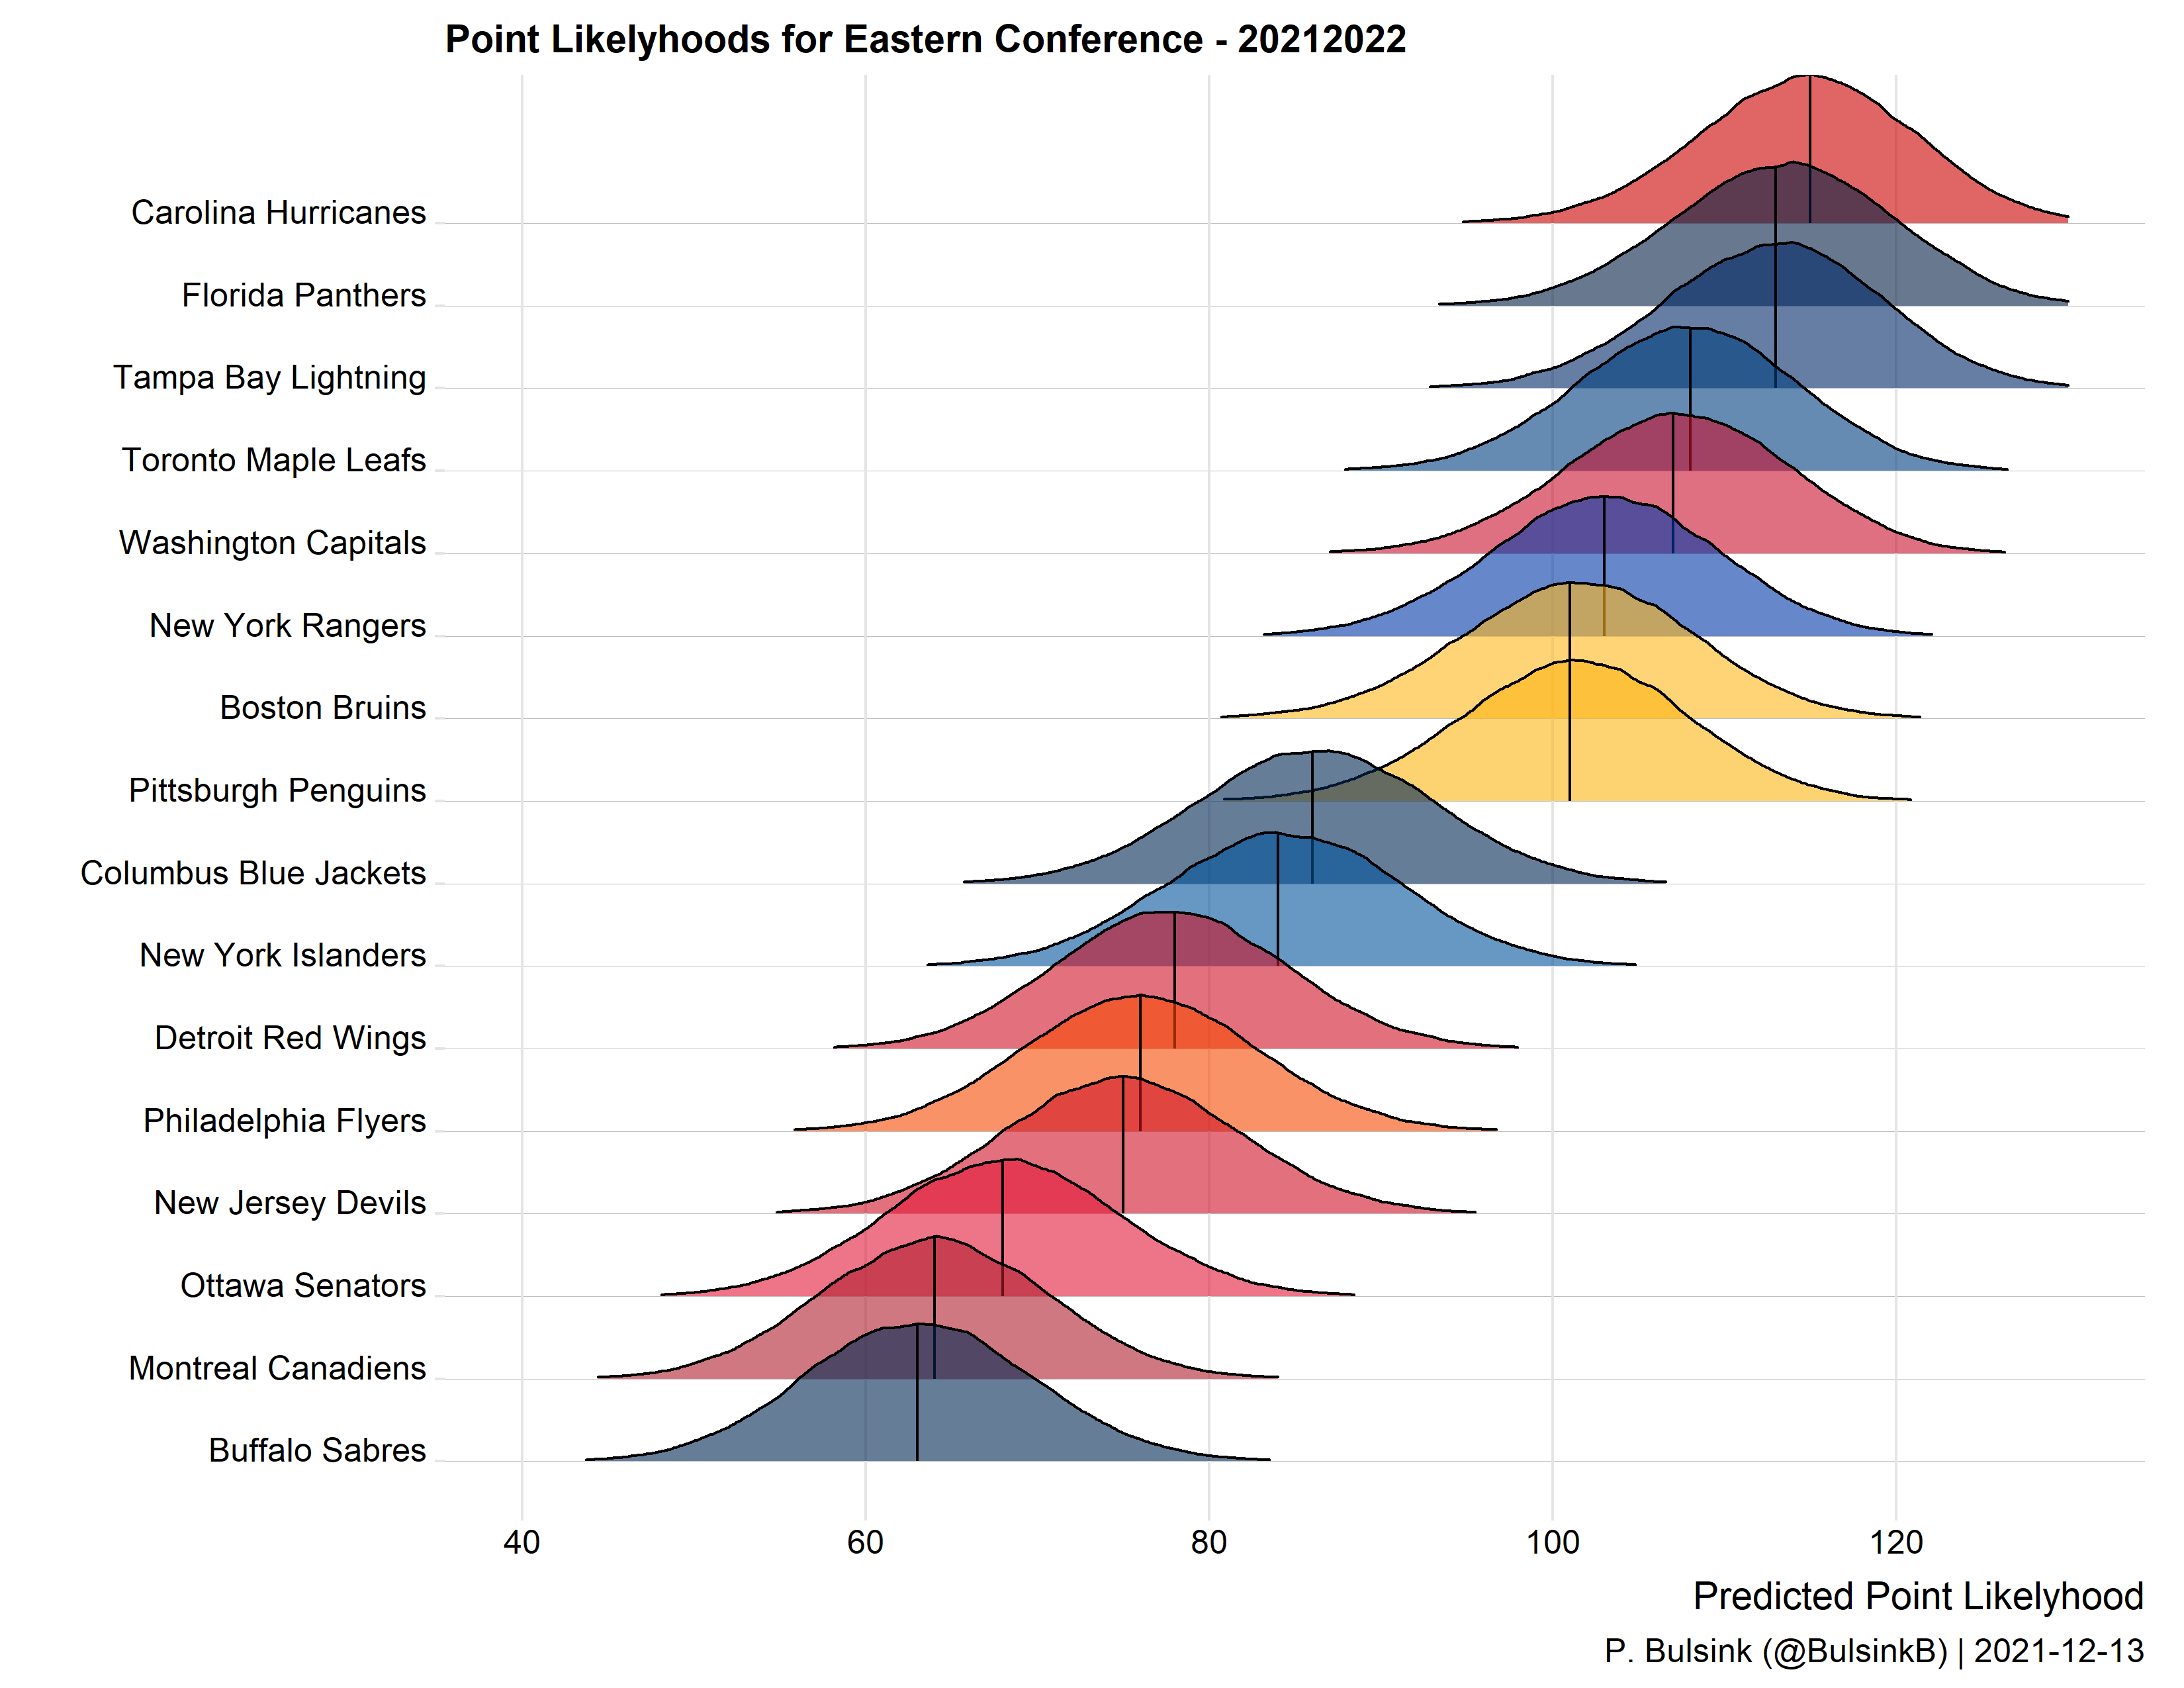 Point Likelyhoods for Eastern Conference - 20212022
Carolina Hurricanes
Florida Panthers
Tampa Bay Lightning
Toronto Maple Leafs
Washington Capitals
New York Rangers
Boston Bruins
Pittsburgh Penguins
Columbus Blue Jackets
New York Islanders
Detroit Red Wings
Philadelphia Flyers
New Jersey Devils
Ottawa Senators
Montreal Canadiens
Buffalo Sabres
40 60 80 100 120
Predicted Point Likelyhood
P. Bulsink (@BulsinkB) | 2021-12-13